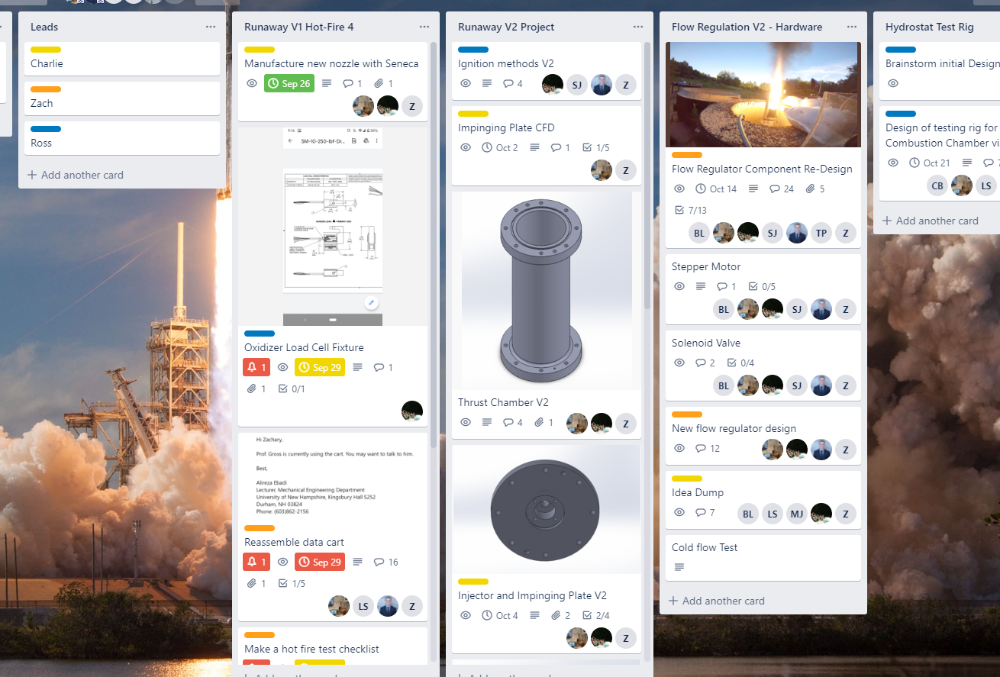 Leads
Charlie
Zach
Ross
Add another card
Runaway V1 Hot-Fire 4
Manufacture new nozzle with Seneca
Sep 26
1
1
Z
9:16
SM-10-250-lbf-Dr...
Oxidizer Load Cell Fixture
1
Sep 29
1
1
0/1
Hi Zachary,
Prof. Gross is currently using the cart. You may want to talk to him.
Best,
Alireza Ebadi
Lecturer, Mechanical Engineering Department
University of New Hampshire, Kingsbury Hall S252
Durham, NH 03824
Phone: (603)862-2156
Reassemble data cart
1
Sep 29
16
1
1/5
LS
Z
Make a hot fire test checklist
Runaway V2 Project
Ignition methods V2
4
SJ
Z
Impinging Plate CFD
Oct 2
1
1/5
Z
Thrust Chamber V2
4
1
Z
Injector and Impinging Plate V2
Oct 4
2
2/4
Z
Flow Regulation V2 - Hardware
Flow Regulator Component Re-Design
Oct 14
24
5
7/13
BL
SJ
TP
Z
Stepper Motor
1
0/5
BL
SJ
Z
Solenoid Valve
2
0/4
BL
SJ
Z
New flow regulator design
12
Z
Idea Dump
7
BL
LS
MJ
Z
Cold flow Test
Add another card
Hydrostat Test Rig
Brainstorm initial Design
Design of testing rig for
Combustion Chamber vi
Oct 21
7
CB
LS
Add another card